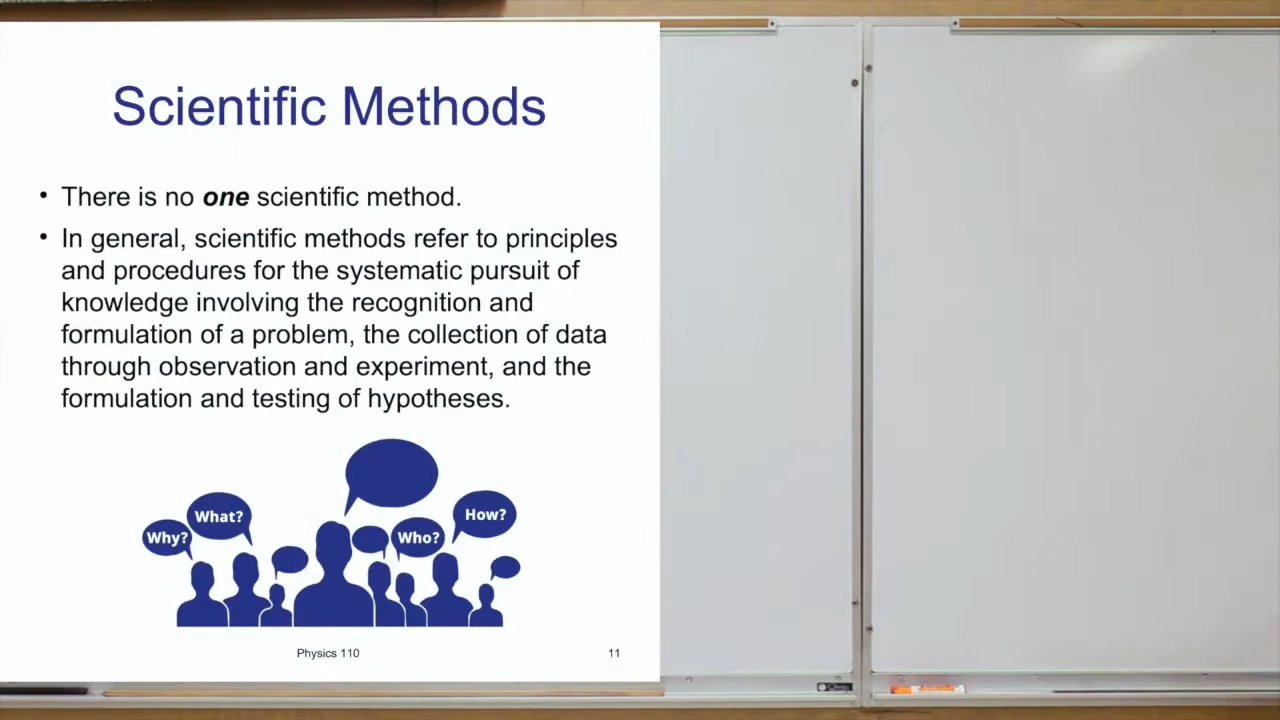 Scientific Methods
• There is no one scientific method.
• In general, scientific methods refer to principles
and procedures for the systematic pursuit of
knowledge involving the recognition and
formulation of a problem, the collection of data
through observation and experiment, and the
formulation and testing of hypotheses.
Why?
What?
Who?
How?
Physics 110
11